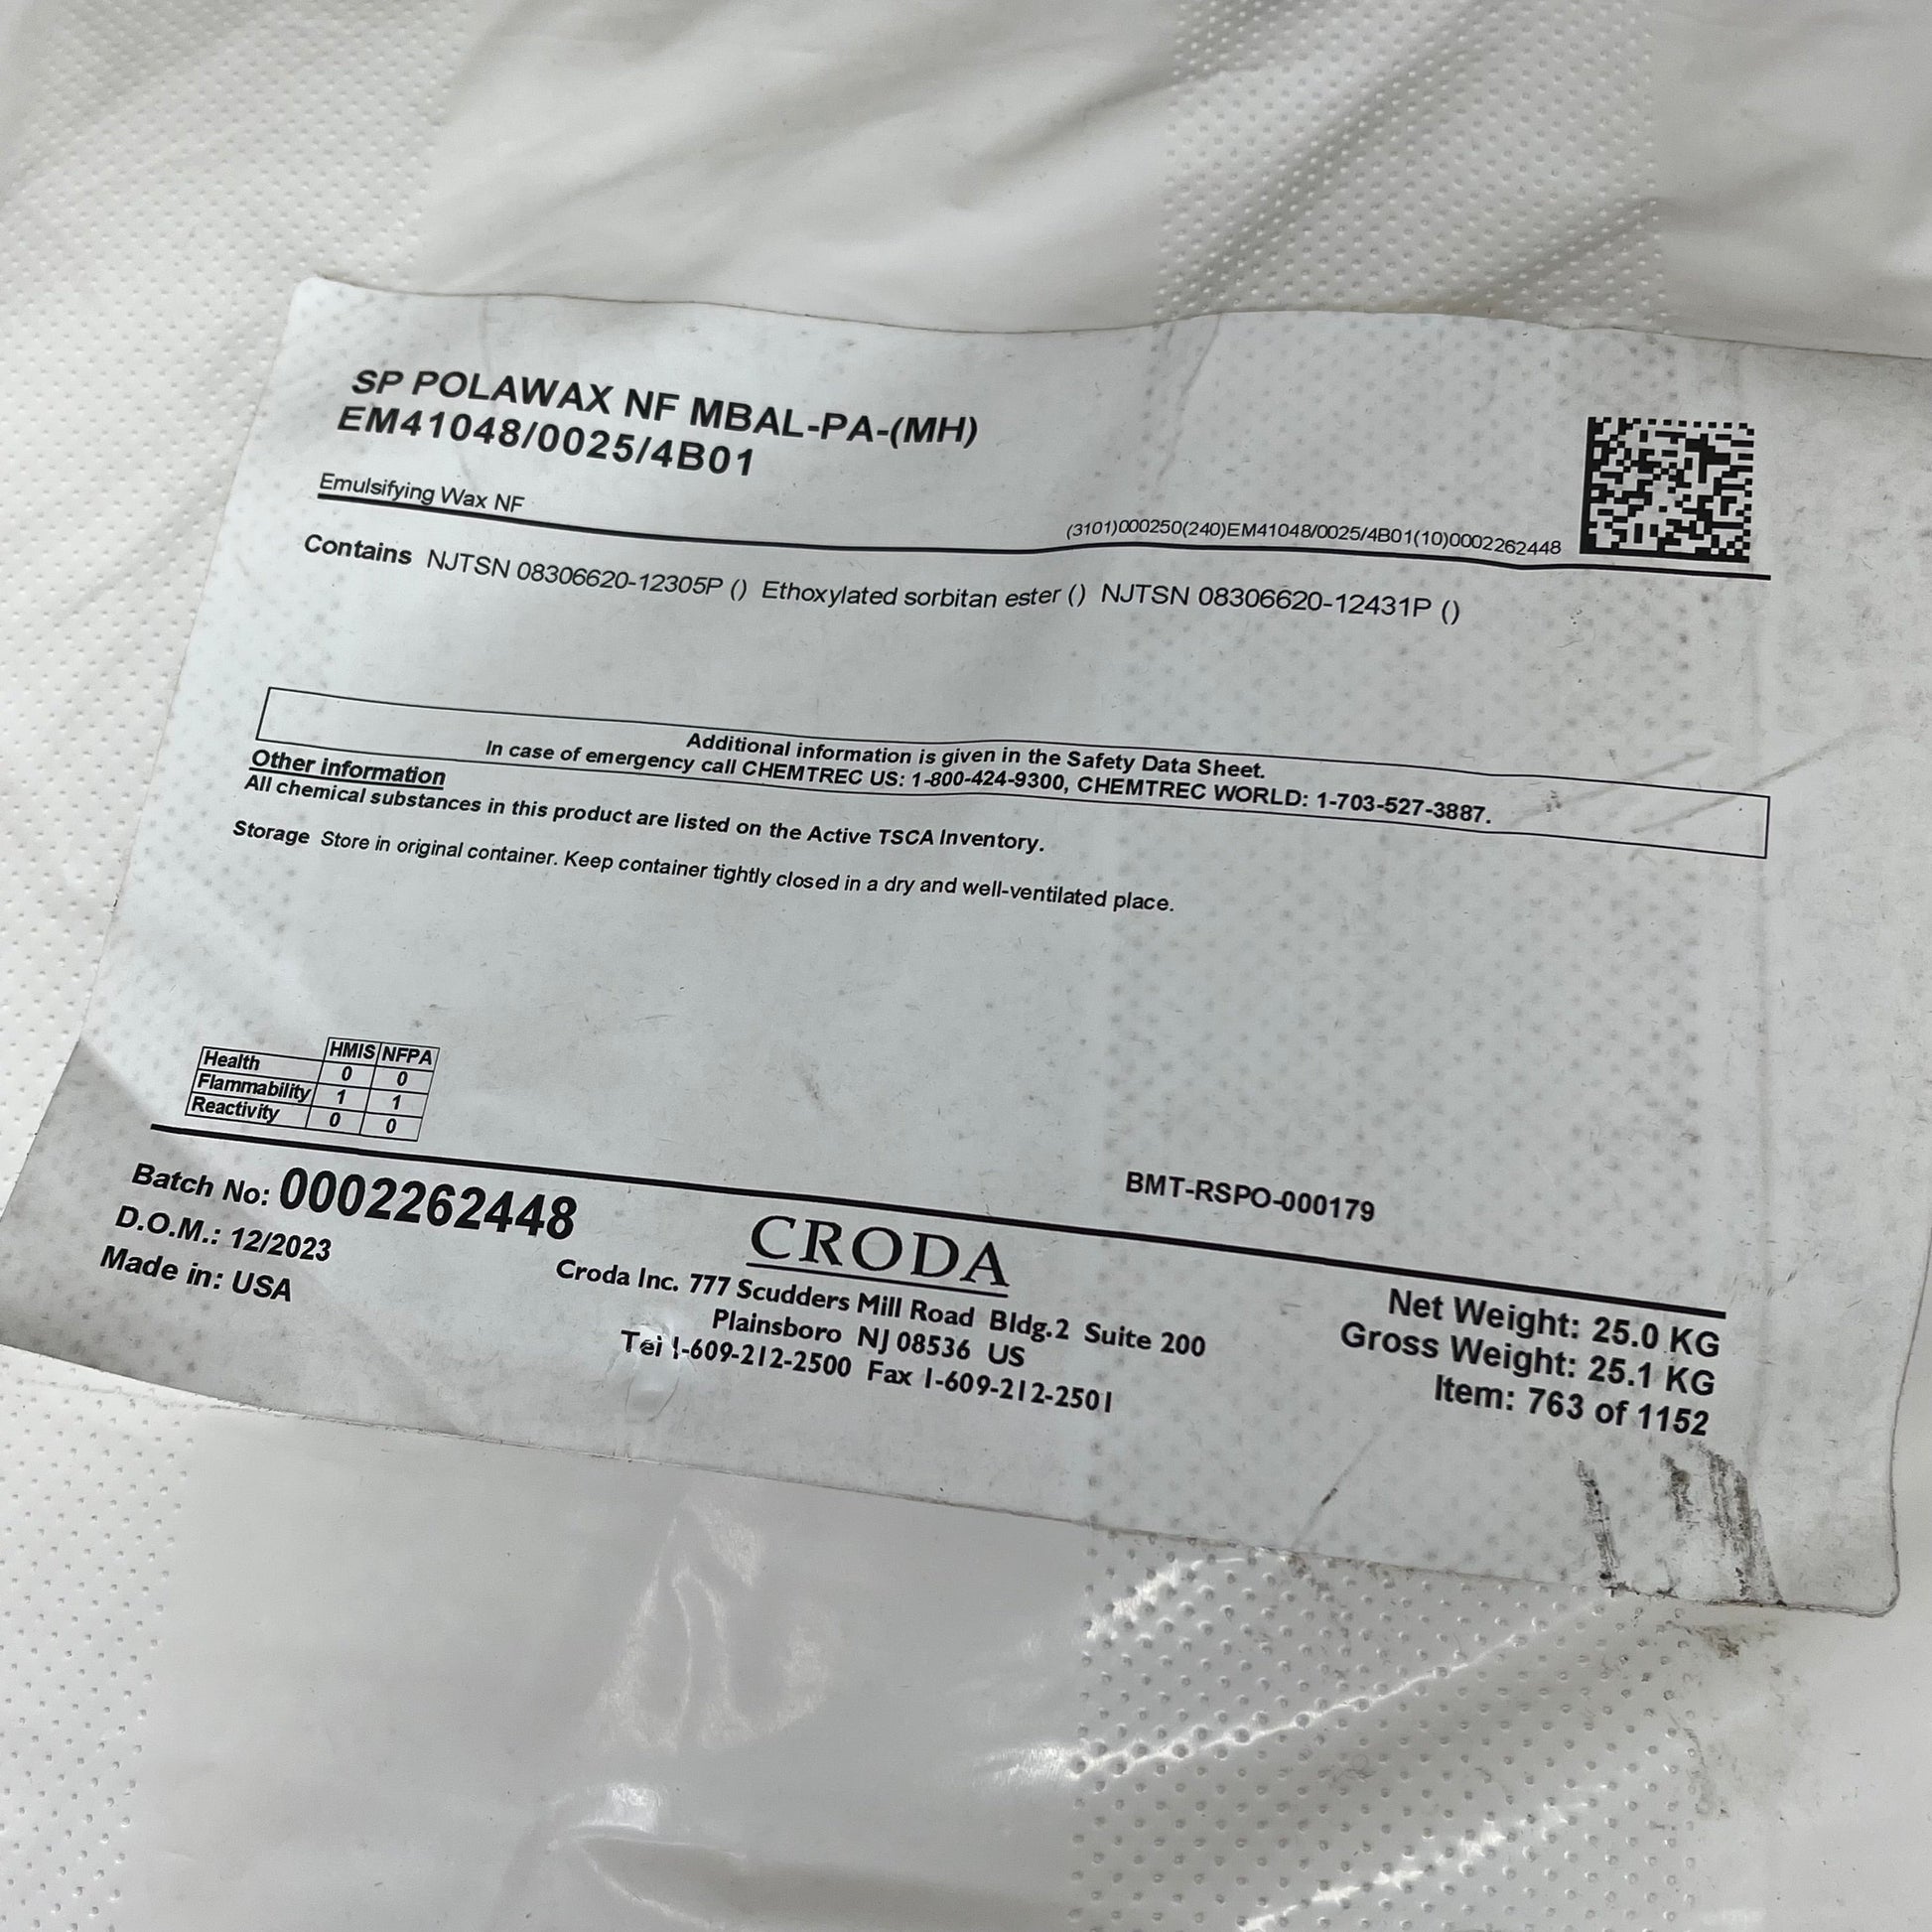 SP POLAWAX NF MBAL-PA-(MH)
EM41048/0025/4B01
Emulsifying Wax NF
(3101)000250(240)EM41048/0025/4B01(10)0002262448
Contains NJTSN 08306620-12305P () Ethoxylated sorbitan ester () NJTSN 08306620-12431P ()
Additional information is given in the Safety Data Sheet.
In case of emergency call CHEMTREC US: 1-800-424-9300, CHEMTREC WORLD: 1-703-527-3887.
Other information
All chemical substances in this product are listed on the Active TSCA Inventory.
Storage Store in original container. Keep container tightly closed in a dry and well-ventilated place.
HMIS NFPA
Health 0 0
Flammability 1 1
Reactivity 0 0
BMT-RSPO-000179
Batch No: 0002262448
D.O.M.: 12/2023
Made in: USA
CRODA
Croda Inc. 777 Scudders Mill Road Bldg.2 Suite 200
Plainsboro NJ 08536 US
Tel 1-609-212-2500 Fax 1-609-212-2501
Net Weight: 25.0 KG
Gross Weight: 25.1 KG
Item: 763 of 1152